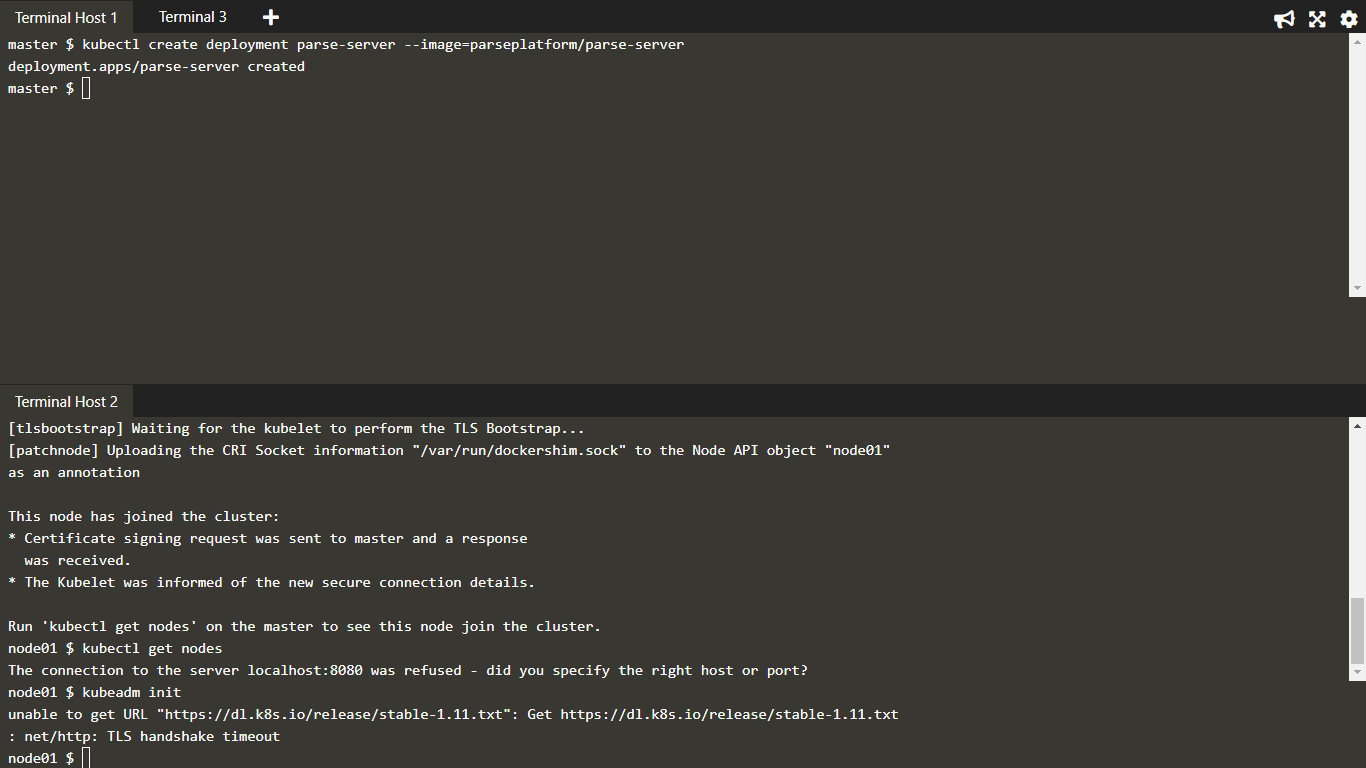 Terminal Host 1 Terminal 3 +
master $ kubectl create deployment parse-server --image=parseplatform/parse-server
deployment.apps/parse-server created
master $
Terminal Host 2
[tlsbootstrap] Waiting for the kubelet to perform the TLS Bootstrap...
[patchnode] Uploading the CRI Socket information "/var/run/dockershim.sock" to the Node API object "node01"
as an annotation
This node has joined the cluster:
* Certificate signing request was sent to master and a response
  was received.
* The Kubelet was informed of the new secure connection details.
Run 'kubectl get nodes' on the master to see this node join the cluster.
node01 $ kubectl get nodes
The connection to the server localhost:8080 was refused - did you specify the right host or port?
node01 $ kubeadm init
unable to get URL "https://dl.k8s.io/release/stable-1.11.txt": Get https://dl.k8s.io/release/stable-1.11.txt
: net/http: TLS handshake timeout
node01 $